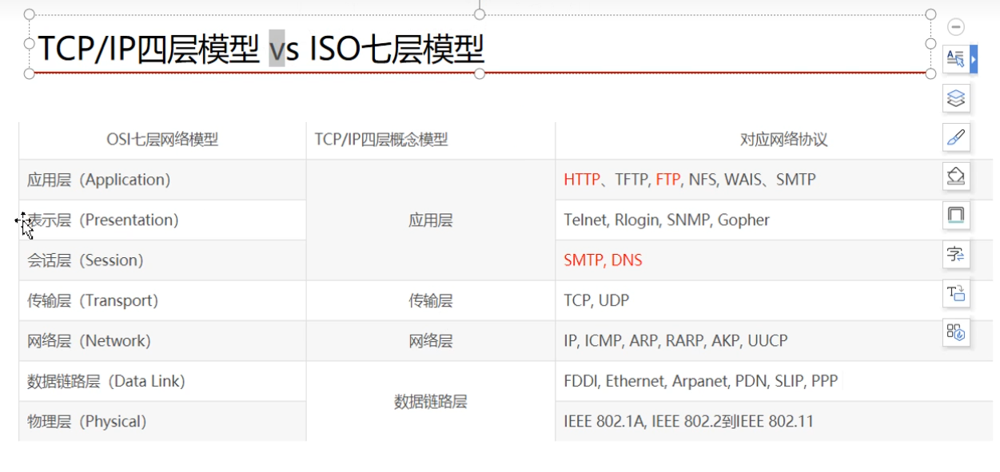 TCP/IP四层模型 vs ISO七层模型
OSI七层网络模型 TCP/IP四层概念模型 对应网络协议
应用层（Application） HTTP、TFTP, FTP, NFS, WAIS、SMTP
表示层（Presentation） 应用层 Telnet, Rlogin, SNMP, Gopher
会话层（Session） SMTP, DNS
传输层（Transport） 传输层 TCP, UDP
网络层（Network） 网络层 IP, ICMP, ARP, RARP, AKP, UUCP
数据链路层（Data Link） FDDI, Ethernet, Arpanet, PDN, SLIP, PPP
数据链路层
物理层（Physical） IEEE 802.1A, IEEE 802.2到IEEE 802.11